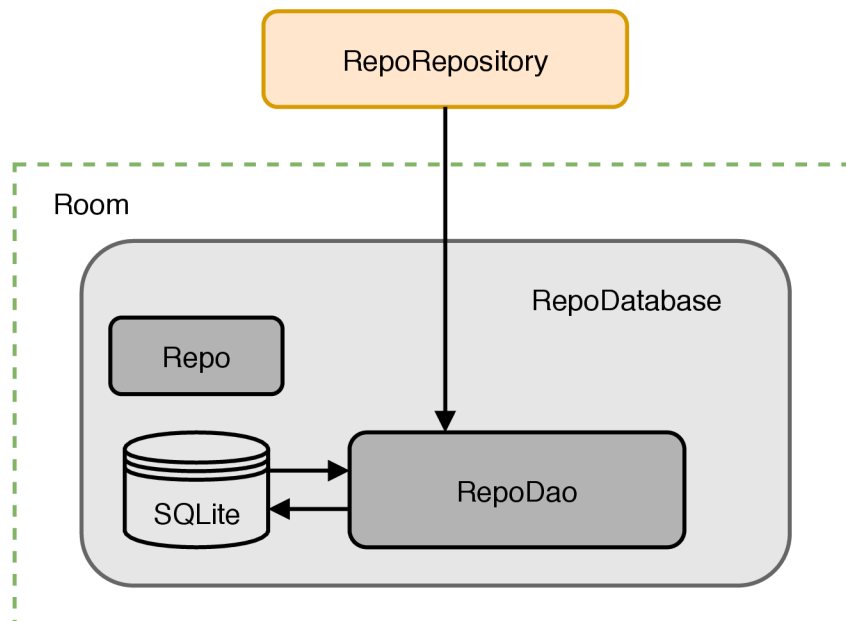 RepoRepository
Room
RepoDatabase
Repo
SQLite
RepoDao